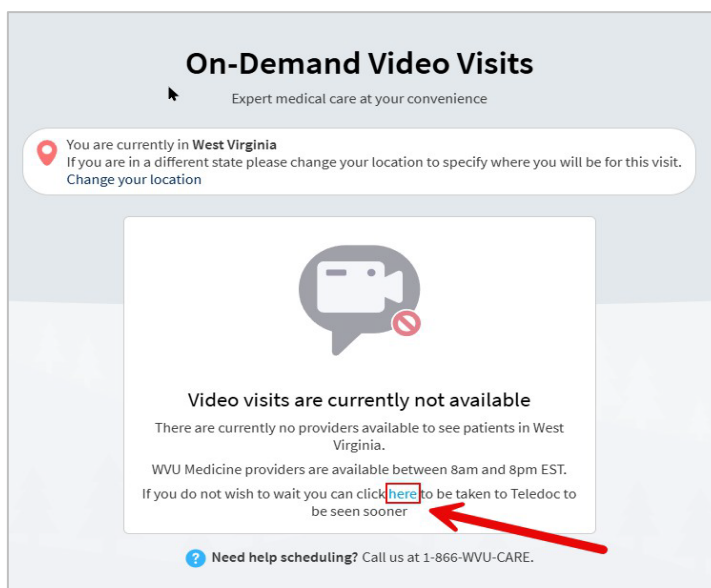 On-Demand Video Visits
Expert medical care at your convenience
You are currently in West Virginia
If you are in a different state please change your location to specify where you will be for this visit.
Change your location
Video visits are currently not available
There are currently no providers available to see patients in West
Virginia.
WVU Medicine providers are available between 8am and 8pm EST.
If you do not wish to wait you can click here to be taken to Teledoc to
be seen sooner
? Need help scheduling? Call us at 1-866-WVU-CARE.